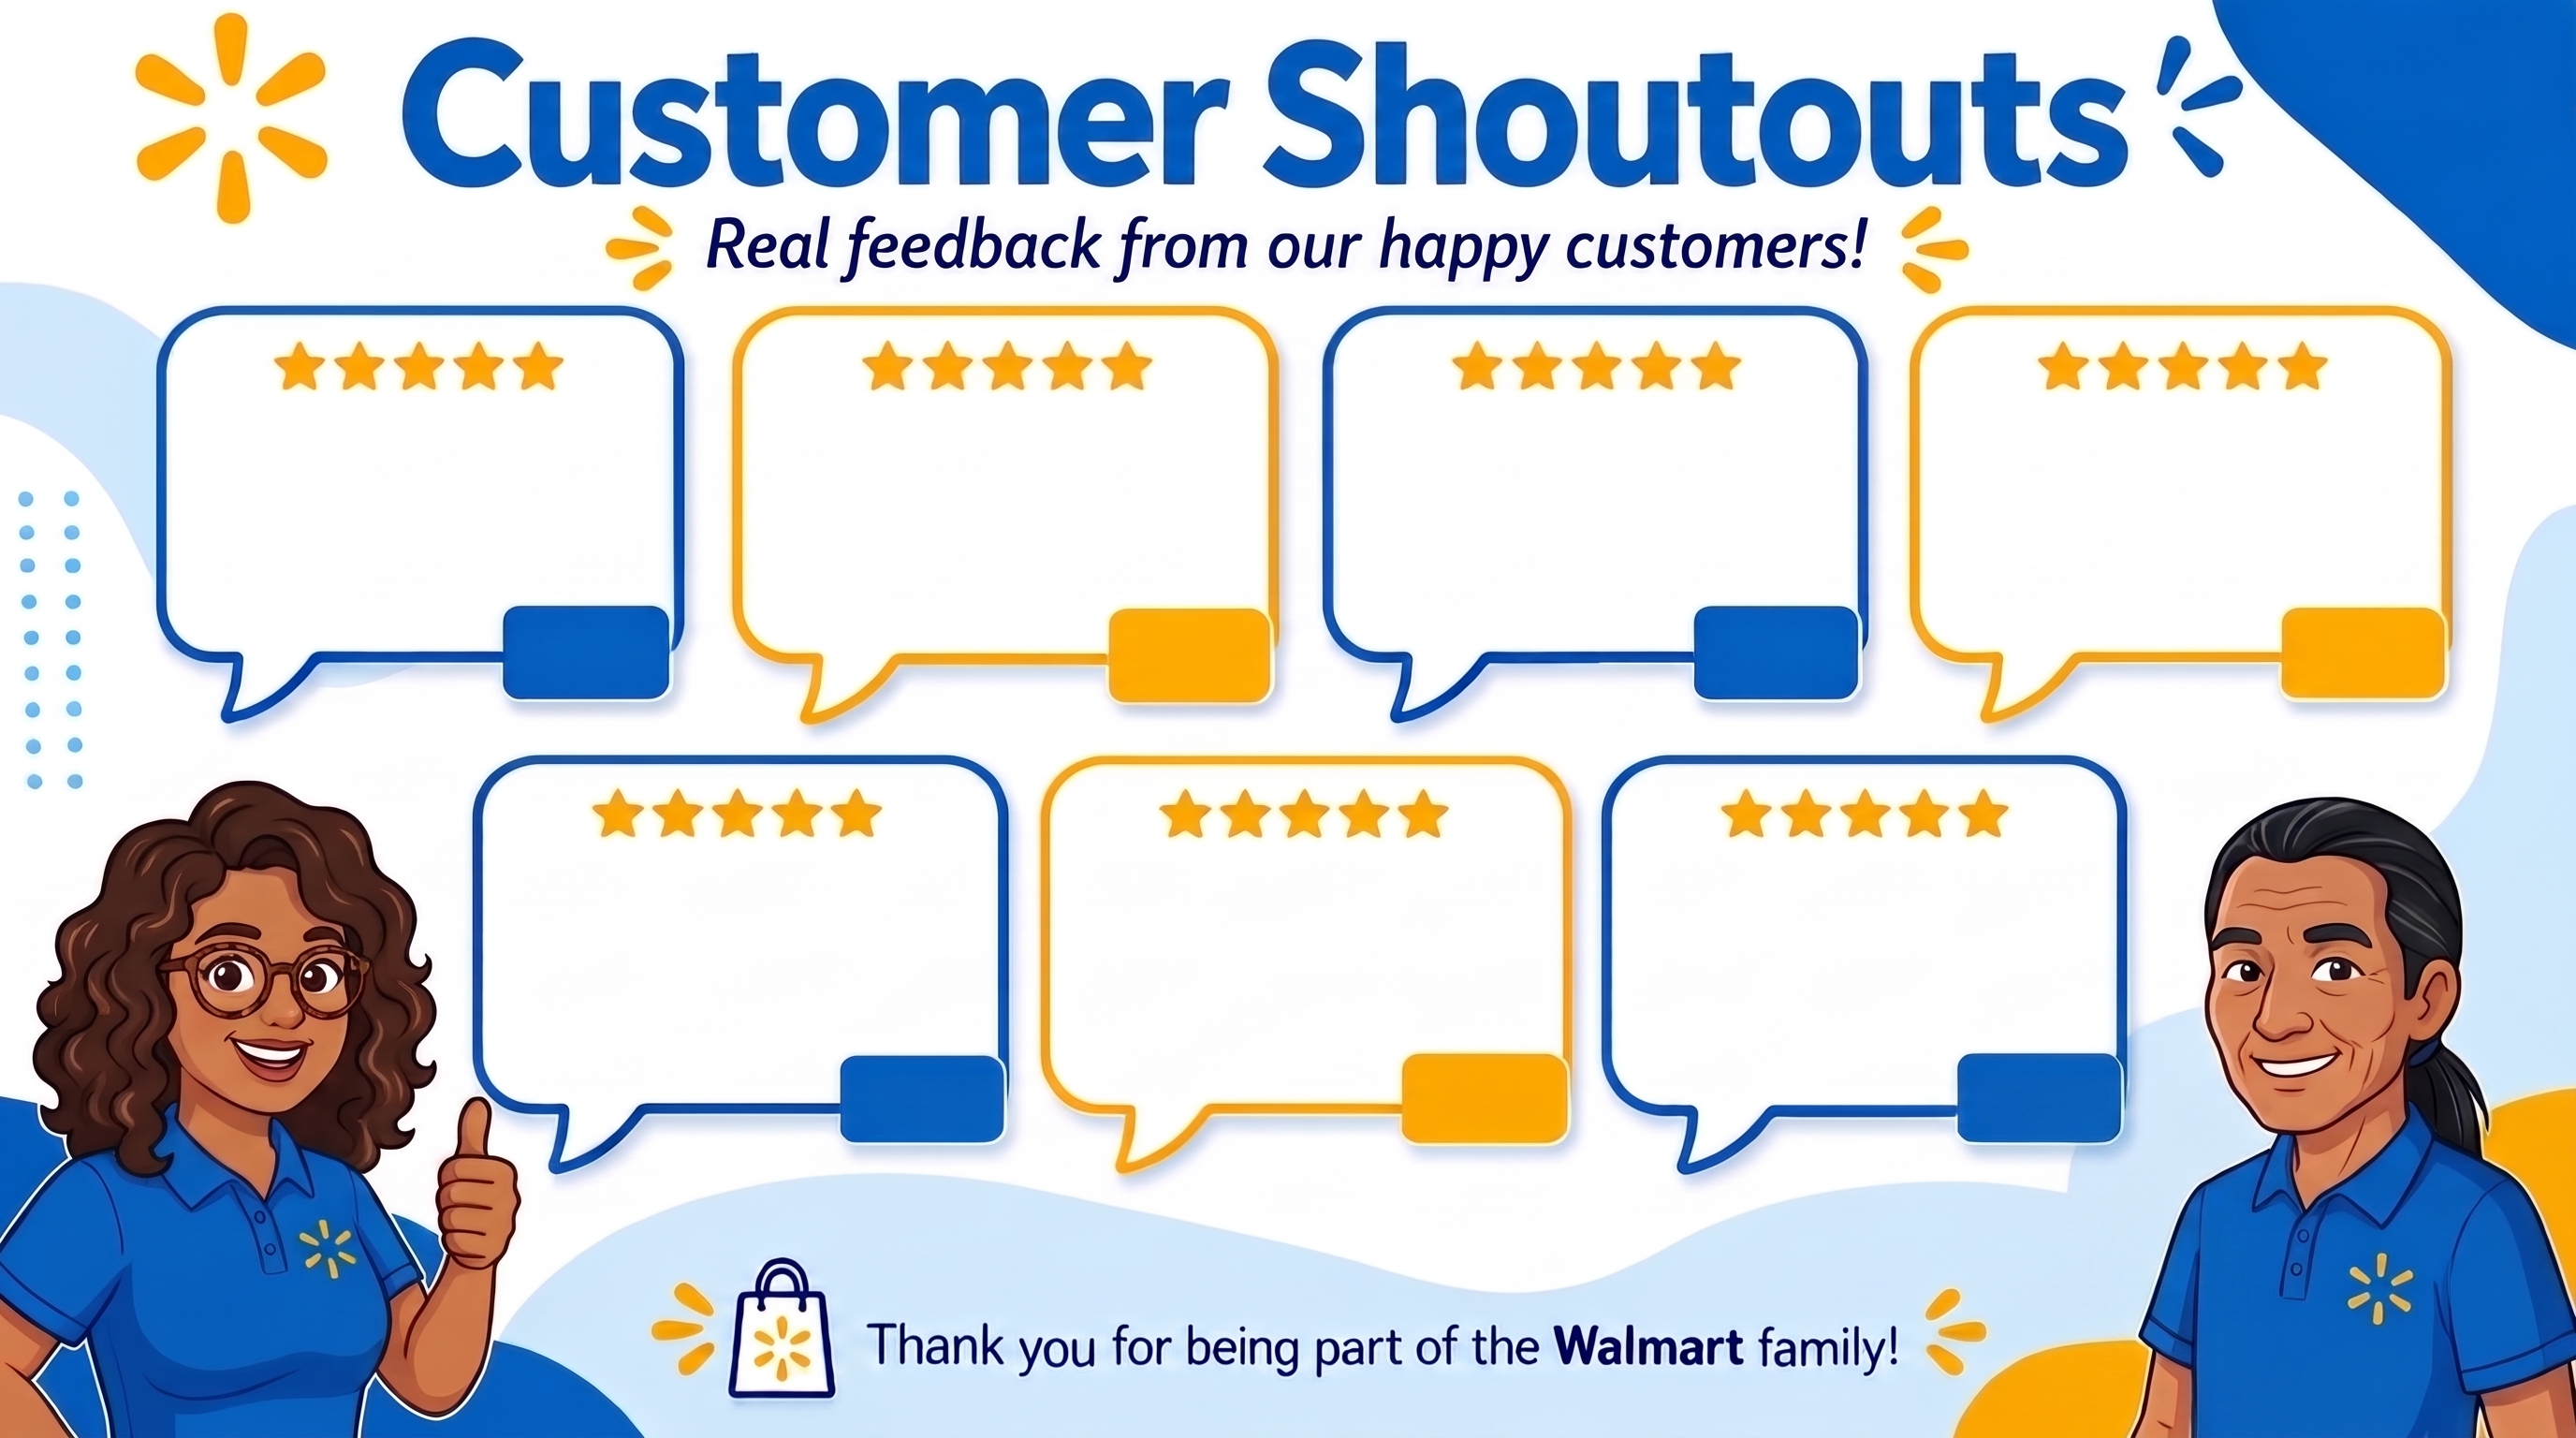 Customer Shoutouts
Real feedback from our happy customers!
Thank you for being part of the Walmart family!